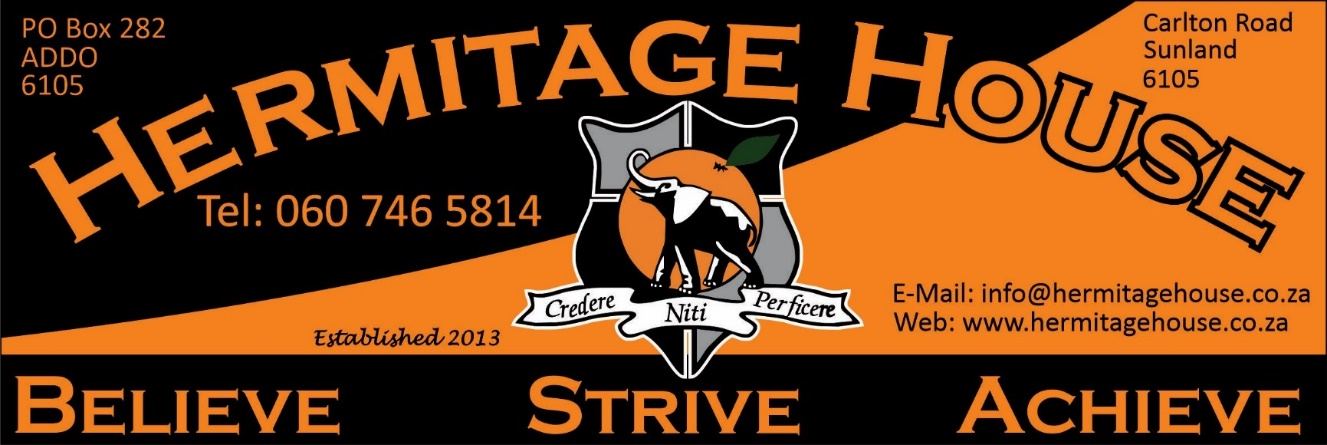 PO Box 282
ADDO
6105
HERMITAGE HOUSE
Carlton Road
Sunland
6105
Tel: 060 746 5814
Credere Niti Perficere
E-Mail: info@hermitagehouse.co.za
Web: www.hermitagehouse.co.za
Established 2013
BELIEVE STRIVE ACHIEVE